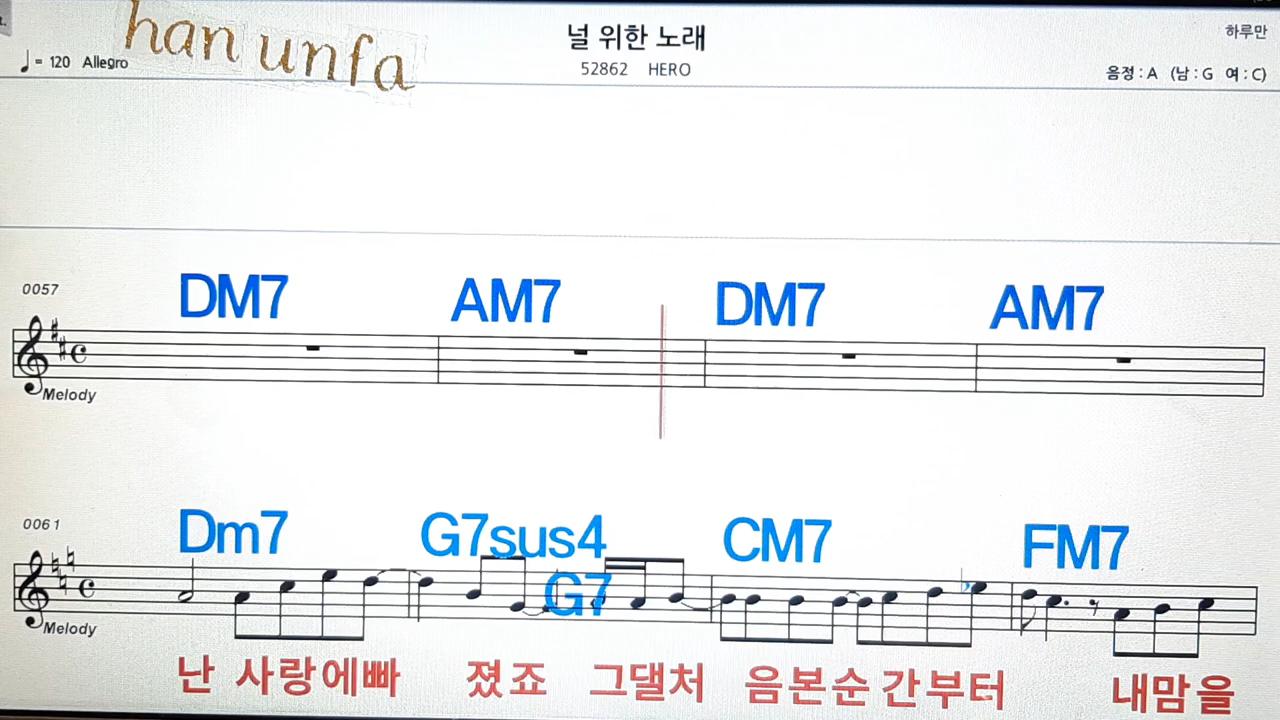 han unfa
널 위한 노래
하루만
♩= 120 Allegro
52862 HERO
음정 : A (남 : G 여 : C)
0057
DM7 AM7 DM7 AM7
Melody
0061
Dm7 G7sus4 G7 CM7 FM7
Melody
난 사랑에빠 졌죠 그댈처 음본순간부터 내맘을